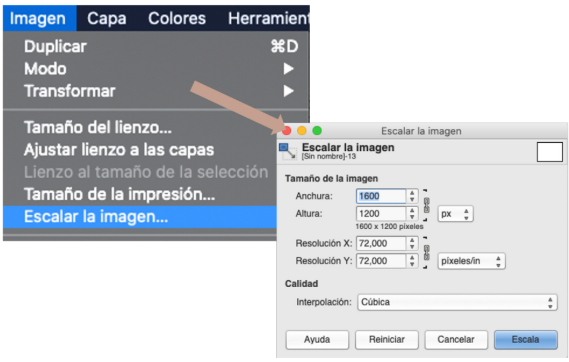 Imagen Capa Colores Herramien
Duplicar ⌘D
Modo ▶
Transformar ▶
Tamaño del lienzo...
Ajustar lienzo a las capas
Lienzo al tamaño de la selección
Tamaño de la impresión...
Escalar la imagen...
Escalar la imagen
Escalar la imagen
[Sin nombre]-13
Tamaño de la imagen
Anchura: 1600
Altura: 1200 px
1600 x 1200 píxeles
Resolución X: 72,000
Resolución Y: 72,000 píxeles/in
Calidad
Interpolación: Cúbica
Ayuda Reiniciar Cancelar Escala